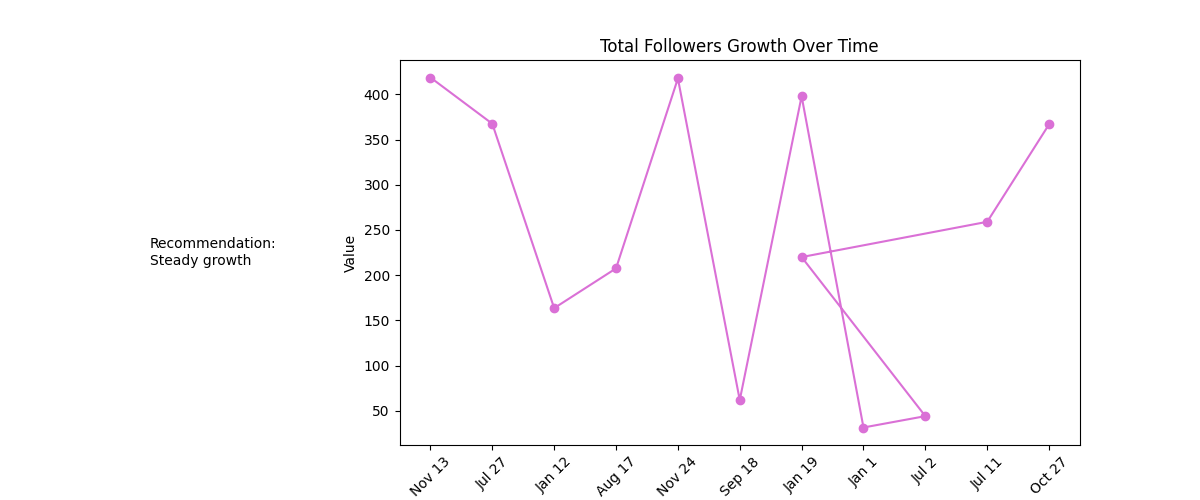 Total Followers Growth Over Time
Recommendation:
Steady growth
Value
400
350
300
250
200
150
100
50
Nov 13
Jul 27
Jan 12
Aug 17
Nov 24
Sep 18
Jan 19
Jan 1
Jul 2
Jul 11
Oct 27